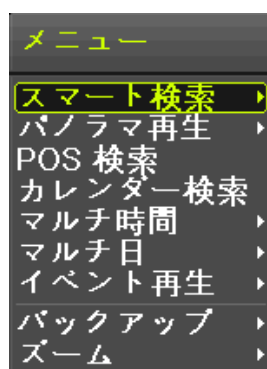 メニュー
スマート検索
パノラマ再生
POS 検索
カレンダー検索
マルチ時間
マルチ日
イベント再生
バックアップ
ズーム